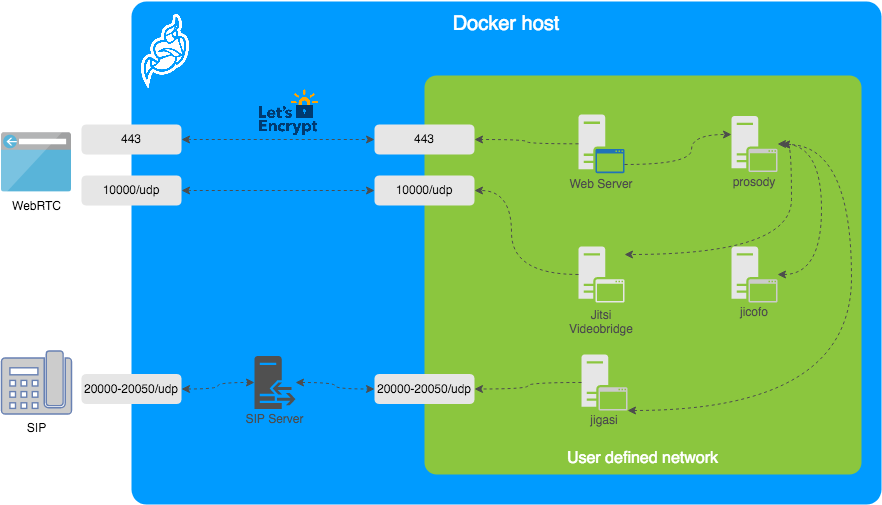 Docker host
Let's
Encrypt
443
443
WebRTC
10000/udp
10000/udp
Web Server
prosody
Jitsi
Videobridge
jicofo
SIP
20000-20050/udp
SIP Server
20000-20050/udp
jigasi
User defined network